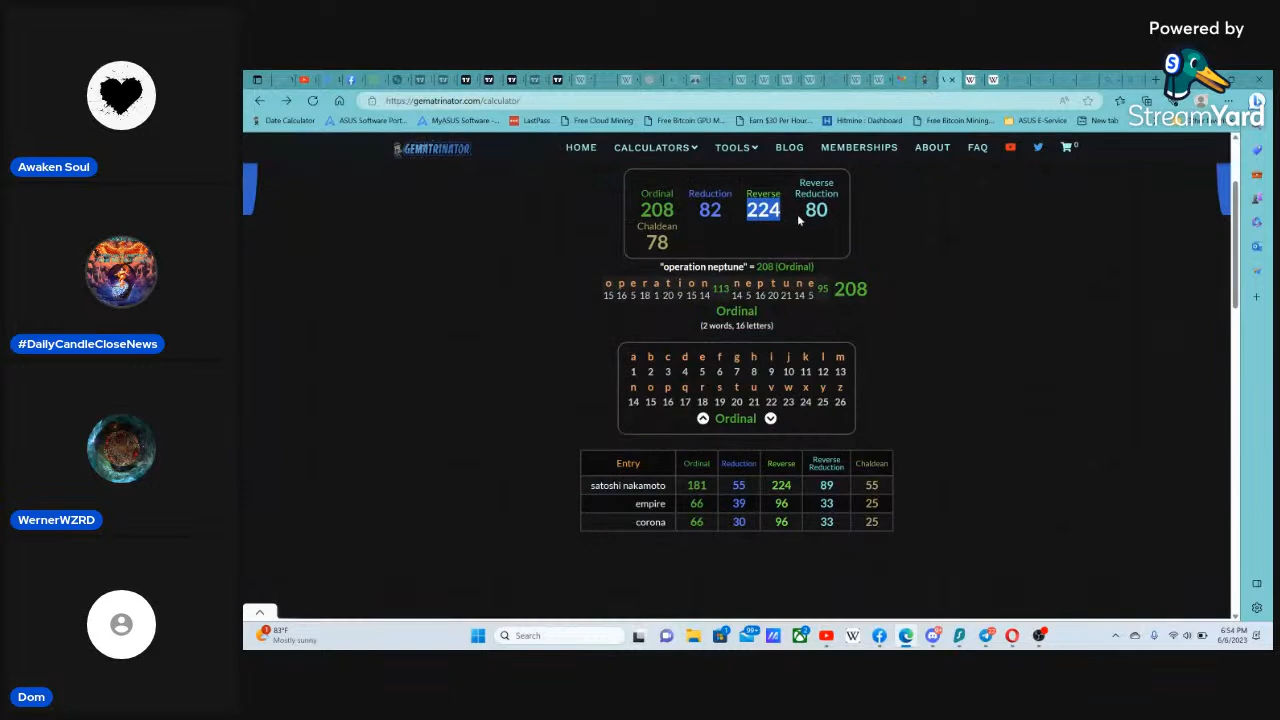 Powered by
StreamYard
Awaken Soul
#DailyCandleCloseNews
WernerWZRD
Dom
https://gematrinator.com/calculator/
Date Calculator
ASUS Software Port...
MyASUS Software -...
LastPass
Free Cloud Mining
Free Bitcoin GPU M...
Earn $30 Per Hour...
Hitmine : Dashboard
Free Bitcoin Mining...
ASUS E-Service
New tab
GEMATRINATOR
HOME CALCULATORS TOOLS BLOG MEMBERSHIPS ABOUT FAQ 0
Ordinal Reduction Reverse Reverse Reduction
208 82 224 80
Chaldean
78
"operation neptune" = 208 (Ordinal)
o p e r a t i o n 113 n e p t u n e 95 208
15 16 5 18 1 20 9 15 14 14 5 16 20 21 14 5
Ordinal
(2 words, 16 letters)
a b c d e f g h i j k l m
1 2 3 4 5 6 7 8 9 10 11 12 13
n o p q r s t u v w x y z
14 15 16 17 18 19 20 21 22 23 24 25 26
Ordinal
Entry Ordinal Reduction Reverse Reverse Reduction Chaldean
satoshi nakamoto 181 55 224 89 55
empire 66 39 96 33 25
corona 66 30 96 33 25
83°F
Mostly sunny
Search
99+
6:54 PM
6/6/2023